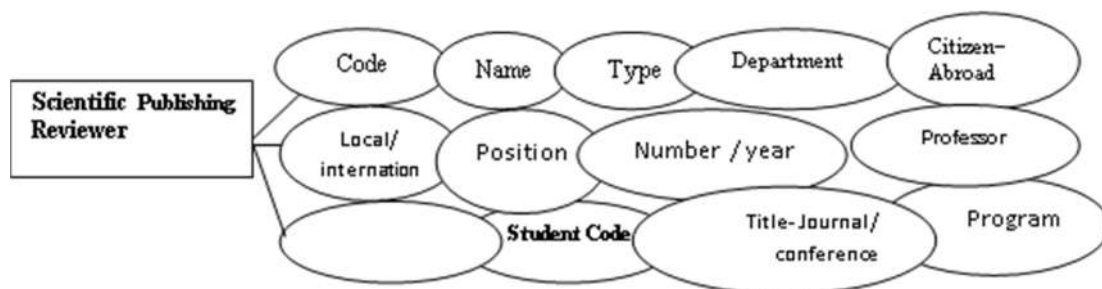 Scientific Publishing
Reviewer
Code
Name
Type
Department
Citizen–
Abroad
Local/
internation
Position
Number / year
Professor
Student Code
Title-Journal/
conference
Program